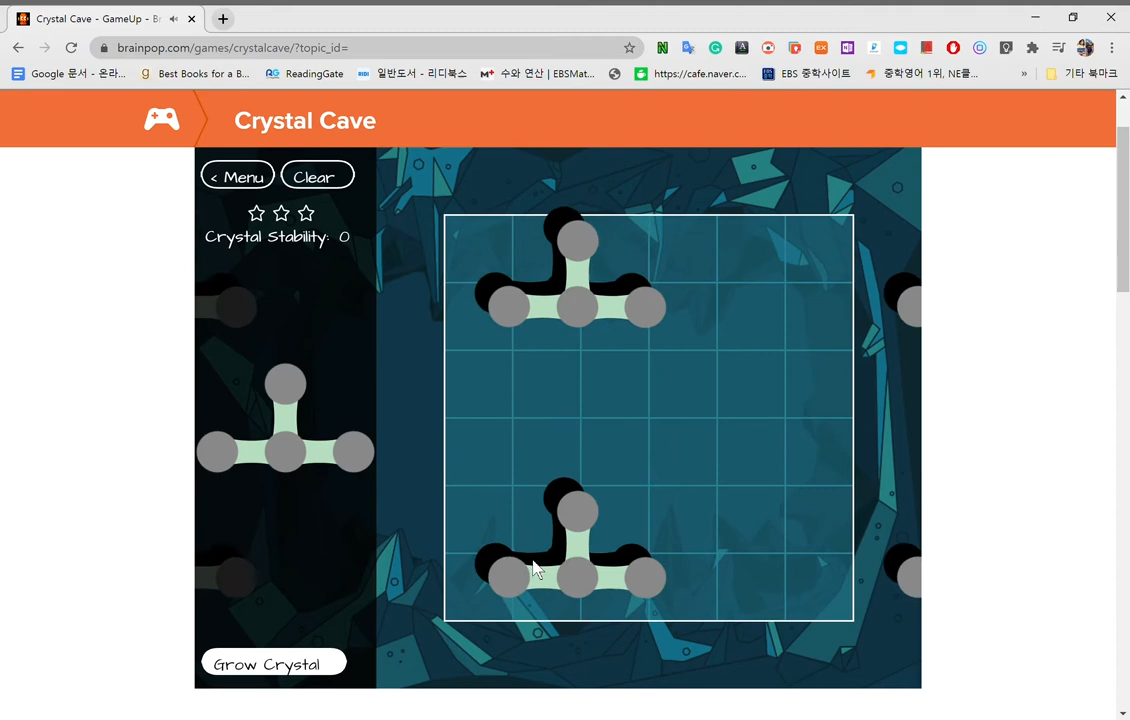 Crystal Cave - GameUp - Br
brainpop.com/games/crystalcave/?topic_id=
Google 문서 - 온라... Best Books for a B... ReadingGate 일반도서 - 리디북스 수와 연산 | EBSMat... https://cafe.naver.c... EBS 중학사이트 중학영어 1위, NE클... » 기타 북마크
Crystal Cave
< Menu Clear
Crystal Stability: 0
Grow Crystal